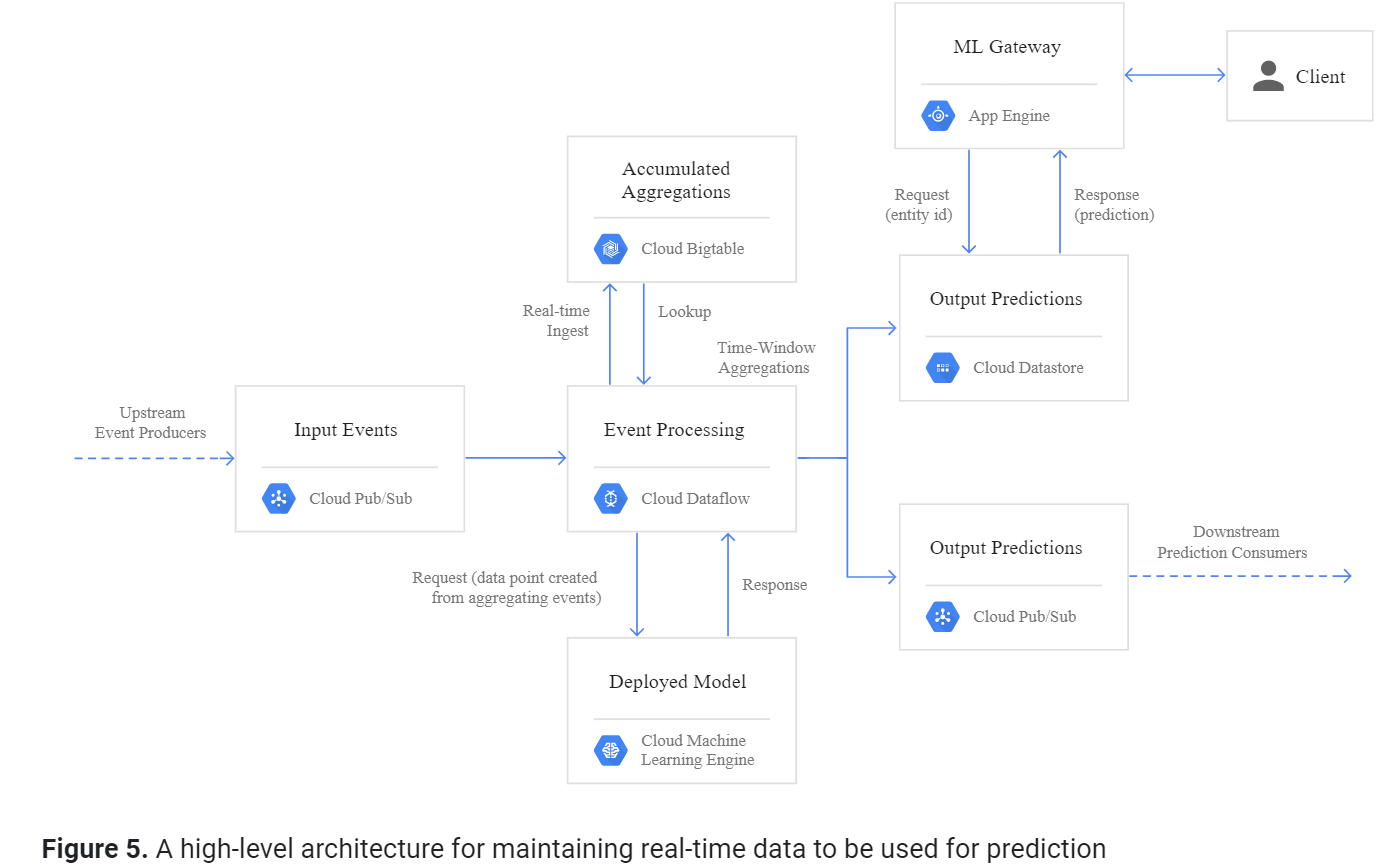 ML Gateway
App Engine
Client
Request
(entity id)
Response
(prediction)
Accumulated
Aggregations
Cloud Bigtable
Real-time
Ingest
Lookup
Time-Window
Aggregations
Output Predictions
Cloud Datastore
Upstream
Event Producers
Input Events
Cloud Pub/Sub
Event Processing
Cloud Dataflow
Output Predictions
Cloud Pub/Sub
Downstream
Prediction Consumers
Request (data point created
from aggregating events)
Response
Deployed Model
Cloud Machine
Learning Engine
Figure 5. A high-level architecture for maintaining real-time data to be used for prediction